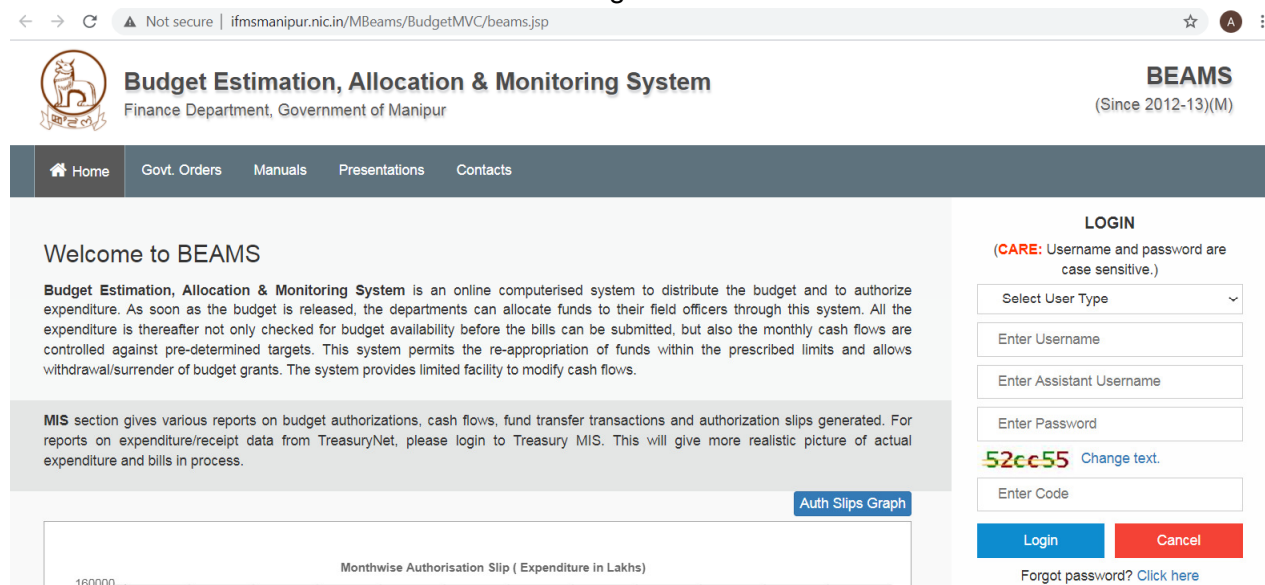 Not secure | ifmsmanipur.nic.in/MBeams/BudgetMVC/beams.jsp
A
Budget Estimation, Allocation & Monitoring System
Finance Department, Government of Manipur
BEAMS
(Since 2012-13)(M)
Home Govt. Orders Manuals Presentations Contacts
Welcome to BEAMS
Budget Estimation, Allocation & Monitoring System is an online computerised system to distribute the budget and to authorize
expenditure. As soon as the budget is released, the departments can allocate funds to their field officers through this system. All the
expenditure is thereafter not only checked for budget availability before the bills can be submitted, but also the monthly cash flows are
controlled against pre-determined targets. This system permits the re-appropriation of funds within the prescribed limits and allows
withdrawal/surrender of budget grants. The system provides limited facility to modify cash flows.
MIS section gives various reports on budget authorizations, cash flows, fund transfer transactions and authorization slips generated. For
reports on expenditure/receipt data from TreasuryNet, please login to Treasury MIS. This will give more realistic picture of actual
expenditure and bills in process.
Auth Slips Graph
Monthwise Authorisation Slip ( Expenditure in Lakhs)
160000
LOGIN
(CARE: Username and password are
case sensitive.)
Select User Type
Enter Username
Enter Assistant Username
Enter Password
52cc55 Change text.
Enter Code
Login Cancel
Forgot password? Click here